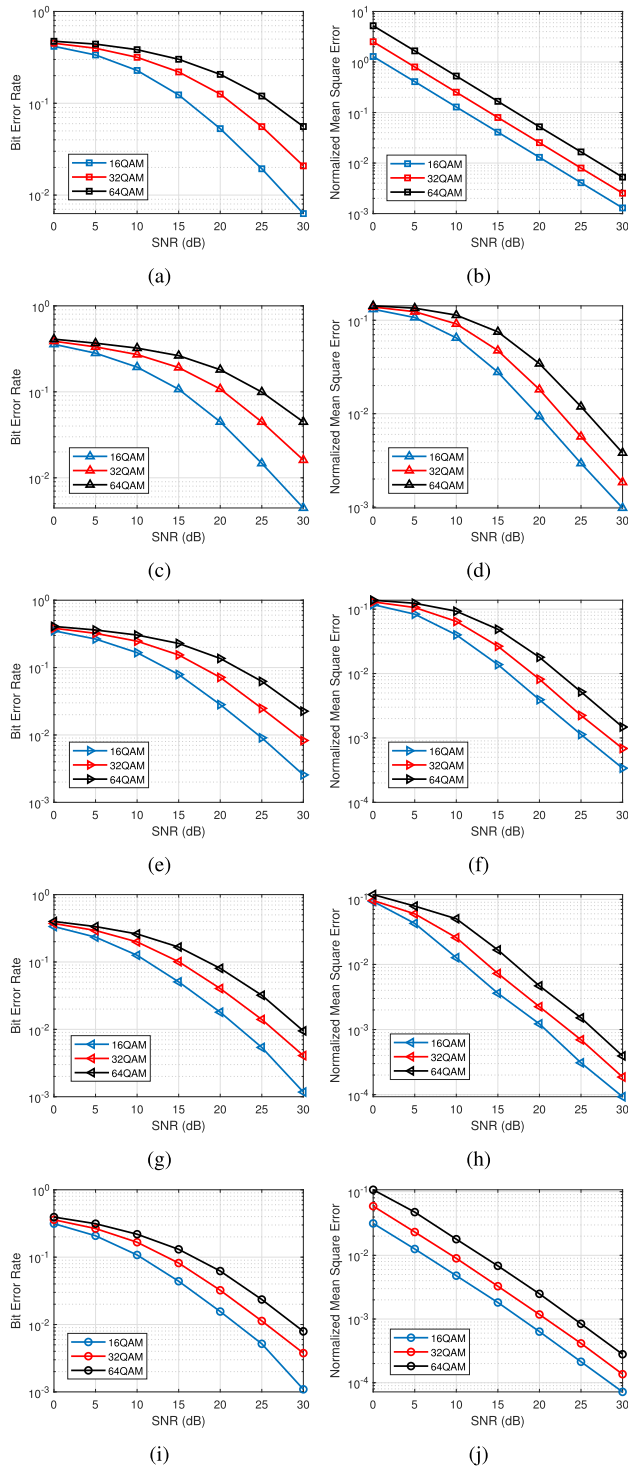 10^0
10^-1
10^-2
Bit Error Rate
16QAM
32QAM
64QAM
0 5 10 15 20 25 30
SNR (dB)
(a)
10^1
10^0
10^-1
10^-2
10^-3
Normalized Mean Square Error
16QAM
32QAM
64QAM
0 5 10 15 20 25 30
SNR (dB)
(b)
10^0
10^-1
10^-2
Bit Error Rate
16QAM
32QAM
64QAM
0 5 10 15 20 25 30
SNR (dB)
(c)
10^-1
10^-2
10^-3
Normalized Mean Square Error
16QAM
32QAM
64QAM
0 5 10 15 20 25 30
SNR (dB)
(d)
10^0
10^-1
10^-2
10^-3
Bit Error Rate
16QAM
32QAM
64QAM
0 5 10 15 20 25 30
SNR (dB)
(e)
10^-1
10^-2
10^-3
10^-4
Normalized Mean Square Error
16QAM
32QAM
64QAM
0 5 10 15 20 25 30
SNR (dB)
(f)
10^0
10^-1
10^-2
10^-3
Bit Error Rate
16QAM
32QAM
64QAM
0 5 10 15 20 25 30
SNR (dB)
(g)
10^-1
10^-2
10^-3
10^-4
Normalized Mean Square Error
16QAM
32QAM
64QAM
0 5 10 15 20 25 30
SNR (dB)
(h)
10^0
10^-1
10^-2
10^-3
Bit Error Rate
16QAM
32QAM
64QAM
0 5 10 15 20 25 30
SNR (dB)
(i)
10^-1
10^-2
10^-3
10^-4
Normalized Mean Square Error
16QAM
32QAM
64QAM
0 5 10 15 20 25 30
SNR (dB)
(j)